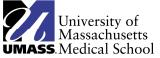 University of
Massachusetts
UMASS. Medical School